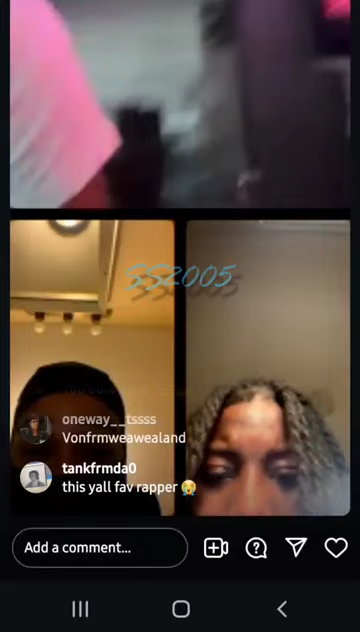 SS2005
oneway__tssss
Vonfrmweawealand
tankfrmda0
this yall fav rapper 😭
Add a comment...